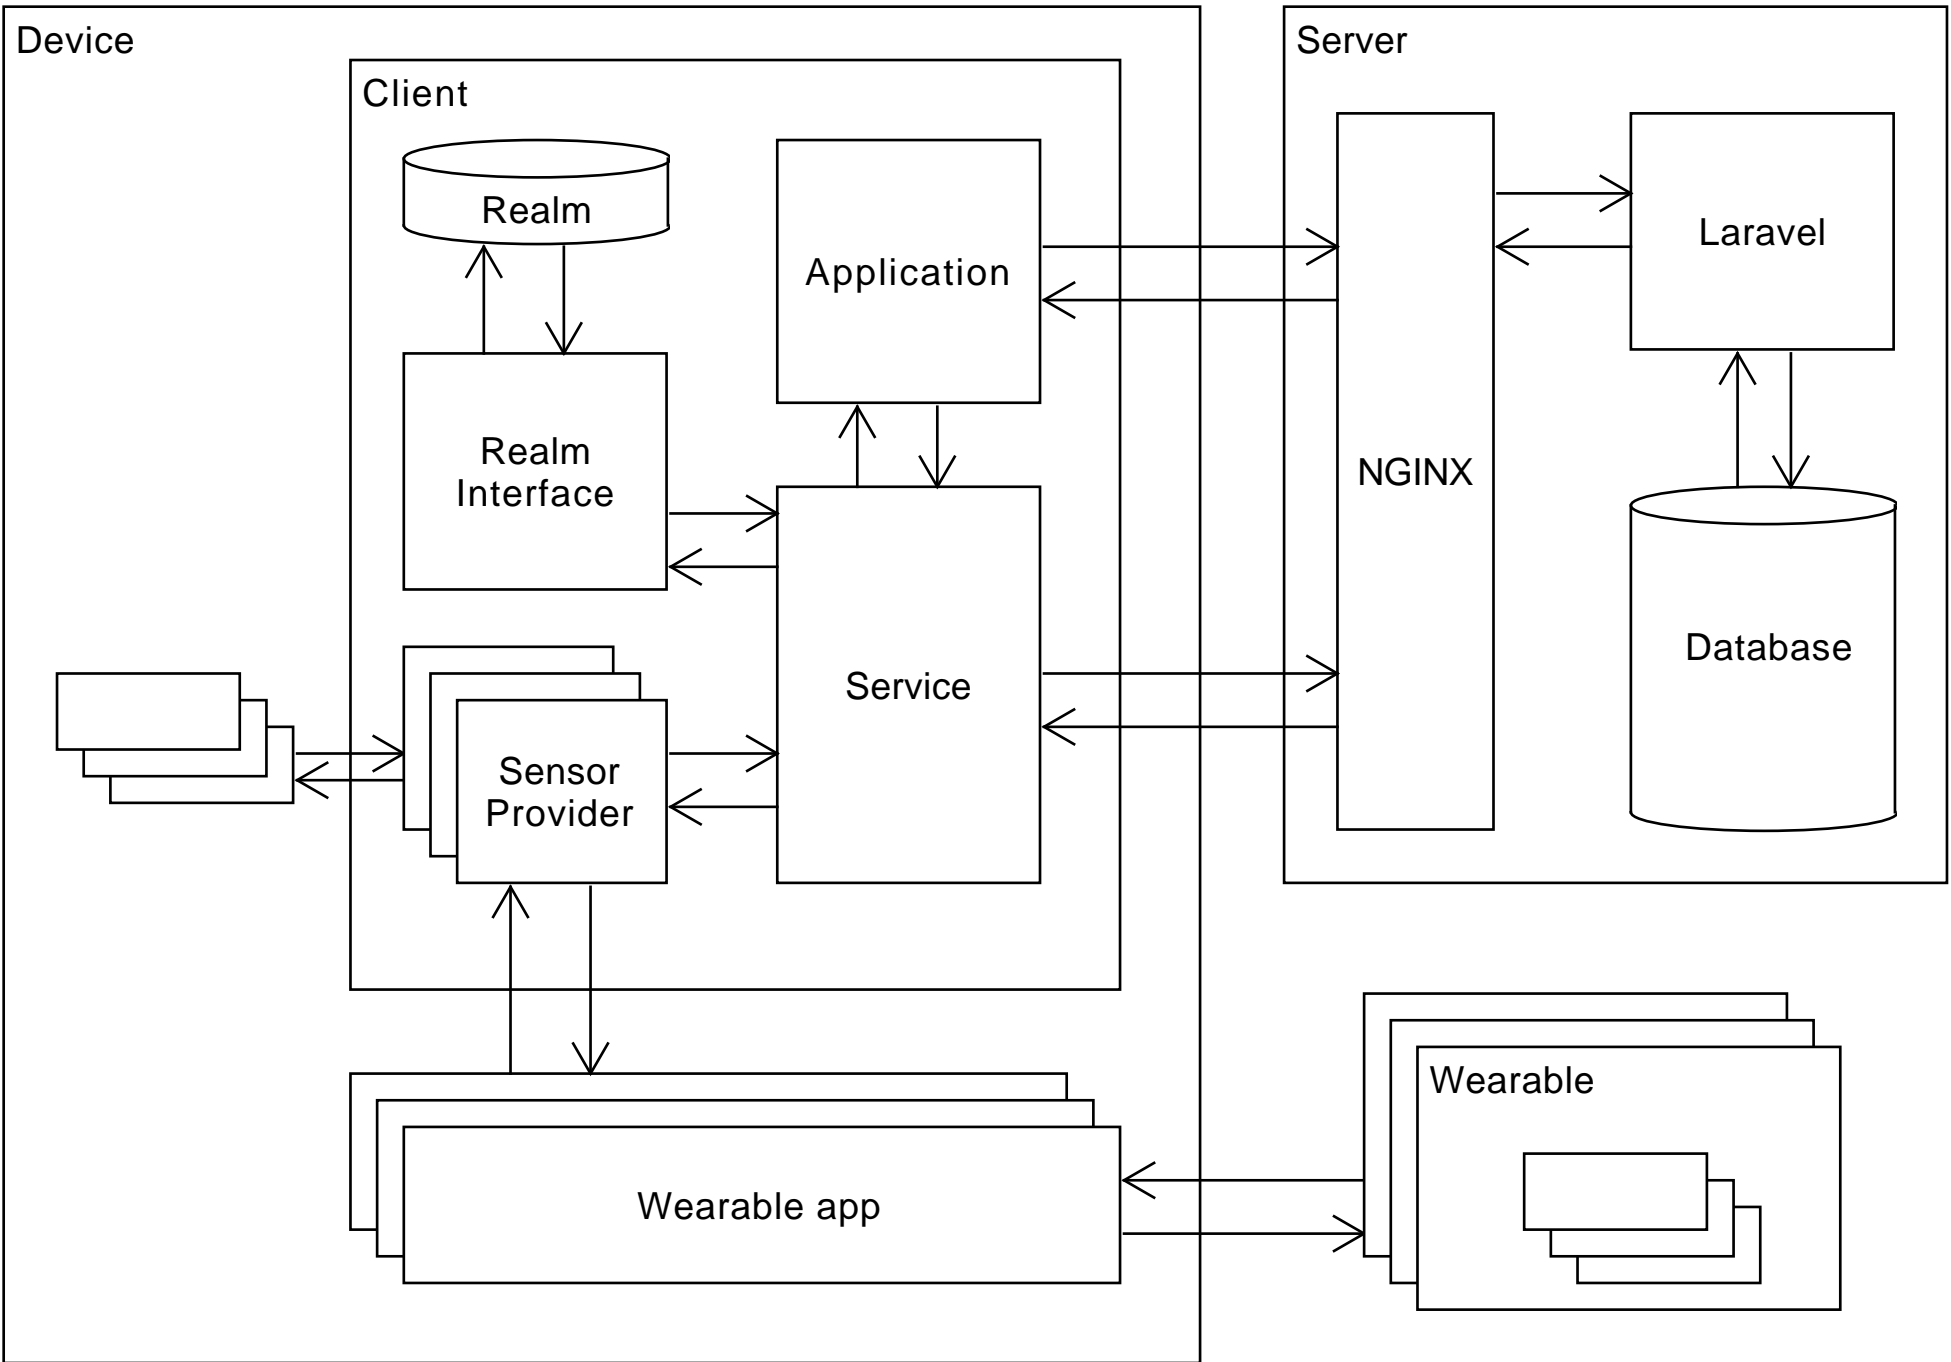 Device
Client
Realm
Application
Realm
Interface
Service
Sensor
Provider
Wearable app
Server
NGINX
Laravel
Database
Wearable